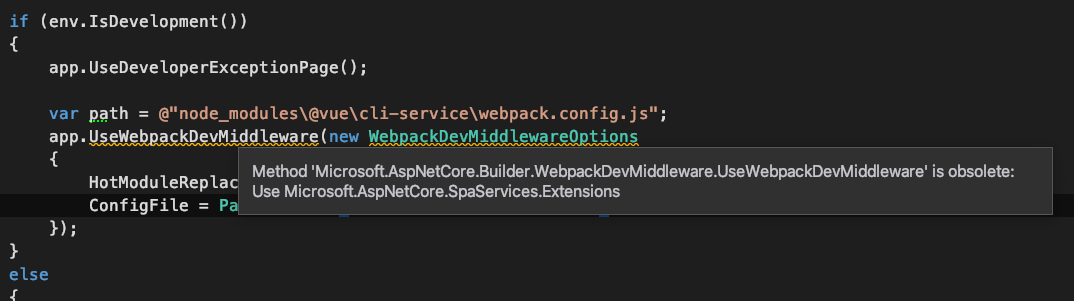 if (env.IsDevelopment())
{
app.UseDeveloperExceptionPage();
var path = @"node_modules\@vue\cli-service\webpack.config.js";
app.UseWebpackDevMiddleware(new WebpackDevMiddlewareOptions
{
Method 'Microsoft.AspNetCore.Builder.WebpackDevMiddleware.UseWebpackDevMiddleware' is obsolete:
HotModuleReplac
Use Microsoft.AspNetCore.SpaServices.Extensions
ConfigFile = Pa
});
}
else
{